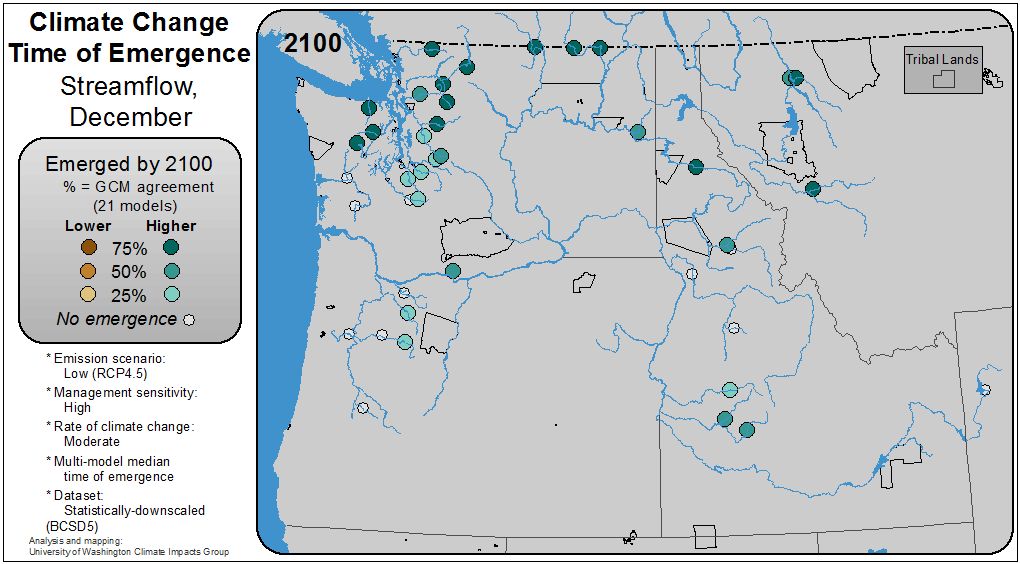 Climate Change
Time of Emergence
Streamflow,
December
Emerged by 2100
% = GCM agreement
(21 models)
Lower Higher
75%
50%
25%
No emergence
* Emission scenario:
Low (RCP4.5)
* Management sensitivity:
High
* Rate of climate change:
Moderate
* Multi-model median
time of emergence
* Dataset:
Statistically-downscaled
(BCSD5)
Analysis and mapping:
University of Washington Climate Impacts Group
2100
Tribal Lands